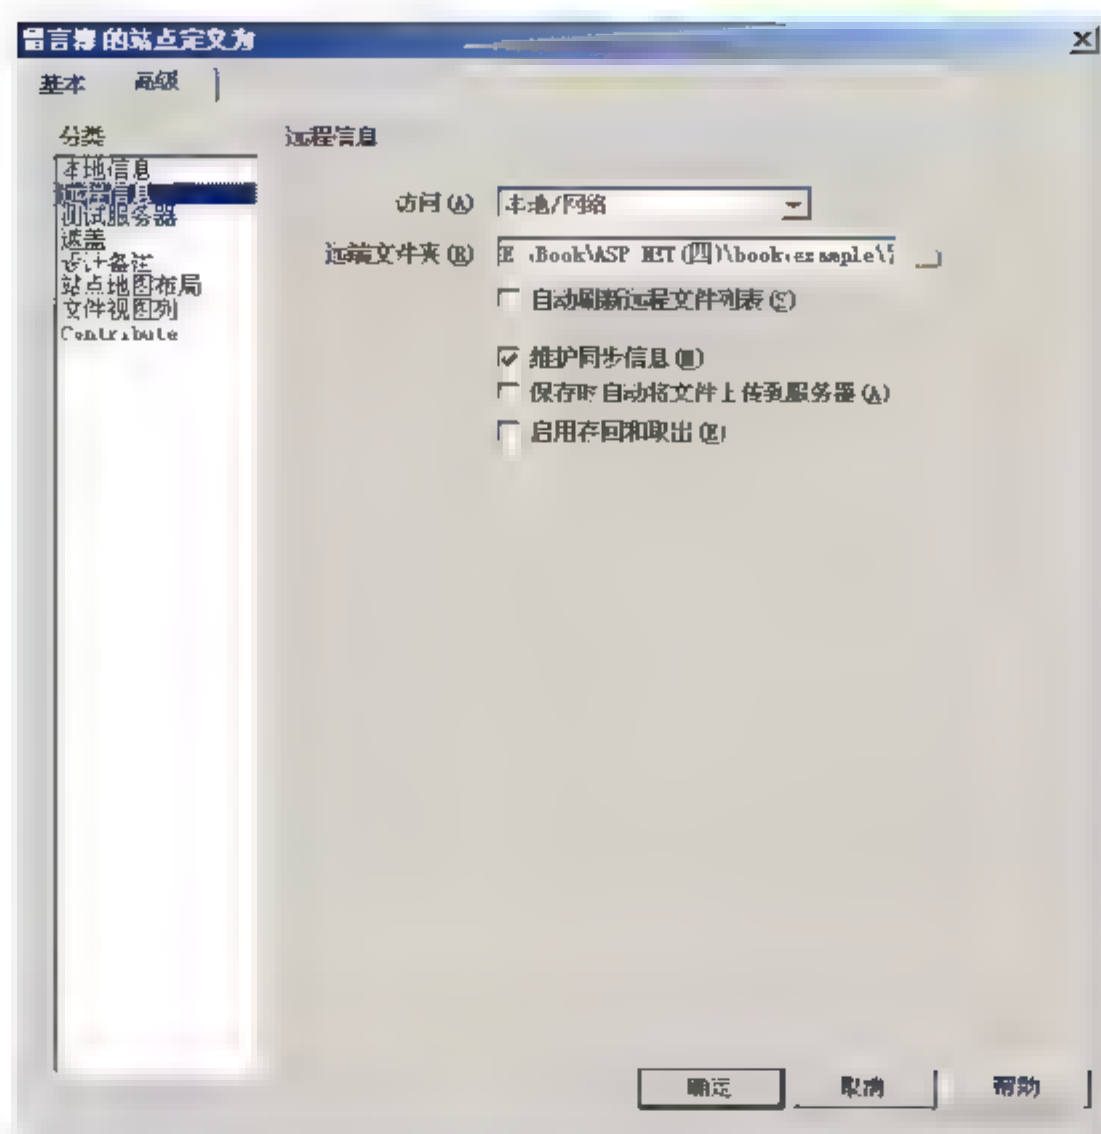 留言簿 的站点定义为
基本 高级
分类
本地信息
远程信息
测试服务器
遮盖
设计备注
站点地图布局
文件视图列
Contribute
远程信息
访问(A) 本地/网络
远端文件夹(R) E:\Book\ASP NET(四)\book\example\
自动刷新远程文件列表(S)
维护同步信息(M)
保存时自动将文件上传到服务器(A)
启用存回和取出(E)
确定 取消 帮助